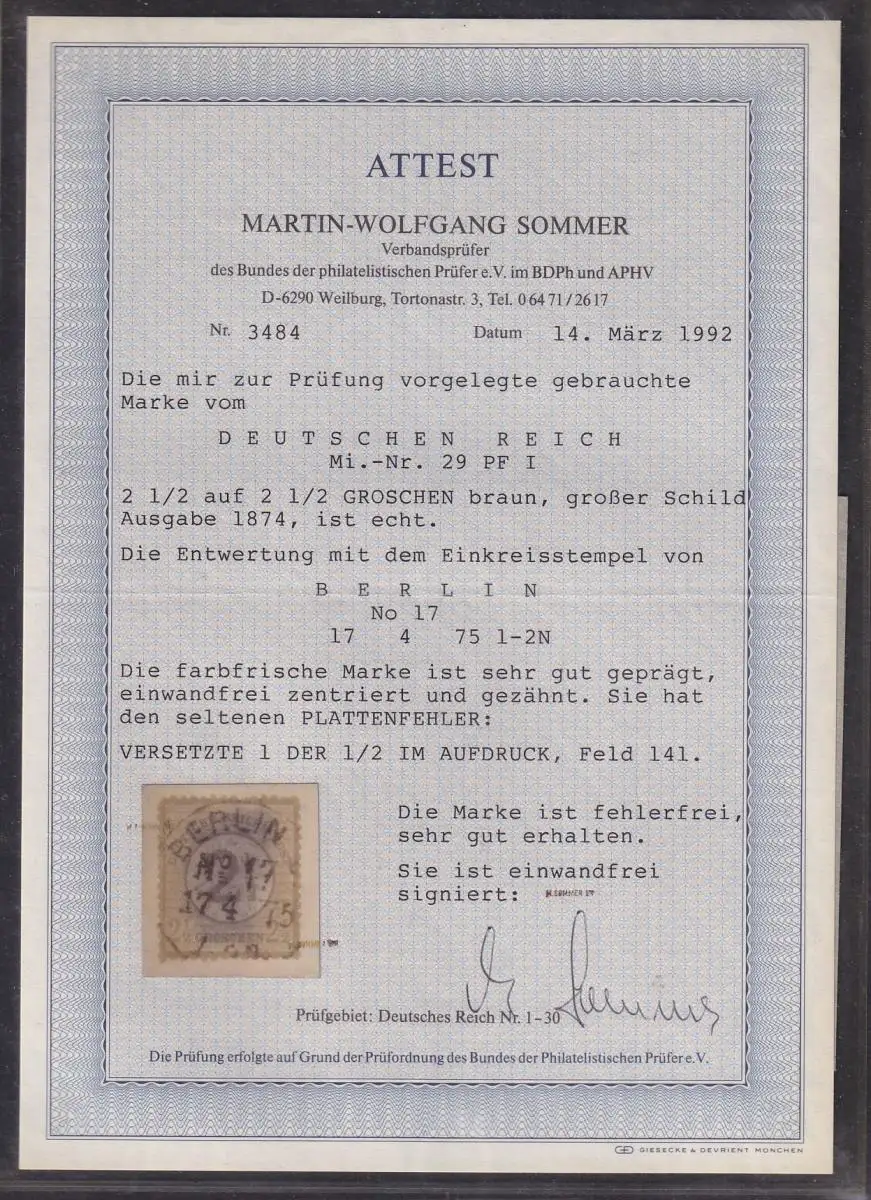 ATTEST
MARTIN-WOLFGANG SOMMER
Verbandsprüfer
des Bundes der philatelistischen Prüfer e.V. im BDPh und APHV
D-6290 Weilburg, Tortonastr. 3, Tel. 0 64 71 / 26 17
Nr. 3484 Datum 14. März 1992
Die mir zur Prüfung vorgelegte gebrauchte
Marke vom
D E U T S C H E N R E I C H
Mi.-Nr. 29 PF I
2 1/2 auf 2 1/2 GROSCHEN braun, großer Schild
Ausgabe 1874, ist echt.
Die Entwertung mit dem Einkreisstempel von
B E R L I N
No 17
17 4 75 1-2N
Die farbfrische Marke ist sehr gut geprägt,
einwandfrei zentriert und gezähnt. Sie hat
den seltenen PLATTENFEHLER:
VERSETZTE 1 DER 1/2 IM AUFDRUCK, Feld 141.
BERLIN
No 17
17 4 75
GROSCHEN
Die Marke ist fehlerfrei,
sehr gut erhalten.
Sie ist einwandfrei
signiert:
Prüfgebiet: Deutsches Reich Nr. 1-30
Die Prüfung erfolgte auf Grund der Prüfordnung des Bundes der Philatelistischen Prüfer e.V.
GIESECKE & DEVRIENT MÜNCHEN